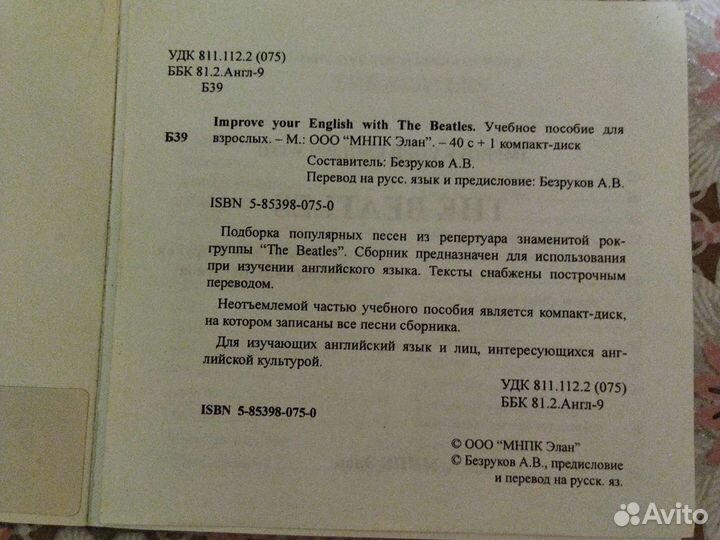 УДК 811.112.2 (075)
ББК 81.2.Англ-9
Б39
Improve your English with The Beatles. Учебное пособие для
Б39 взрослых. – М.: ООО “МНПК Элан”. – 40 с + 1 компакт-диск
Составитель: Безруков А.В.
Перевод на русс. язык и предисловие: Безруков А.В.
ISBN 5-85398-075-0
Подборка популярных песен из репертуара знаменитой рок-
группы “The Beatles”. Сборник предназначен для использования
при изучении английского языка. Тексты снабжены построчным
переводом.
Неотъемлемой частью учебного пособия является компакт-диск,
на котором записаны все песни сборника.
Для изучающих английский язык и лиц, интересующихся анг-
лийской культурой.
УДК 811.112.2 (075)
ББК 81.2.Англ-9
ISBN 5-85398-075-0
© ООО “МНПК Элан”
© Безруков А.В., предисловие
и перевод на русск. яз.
Avito